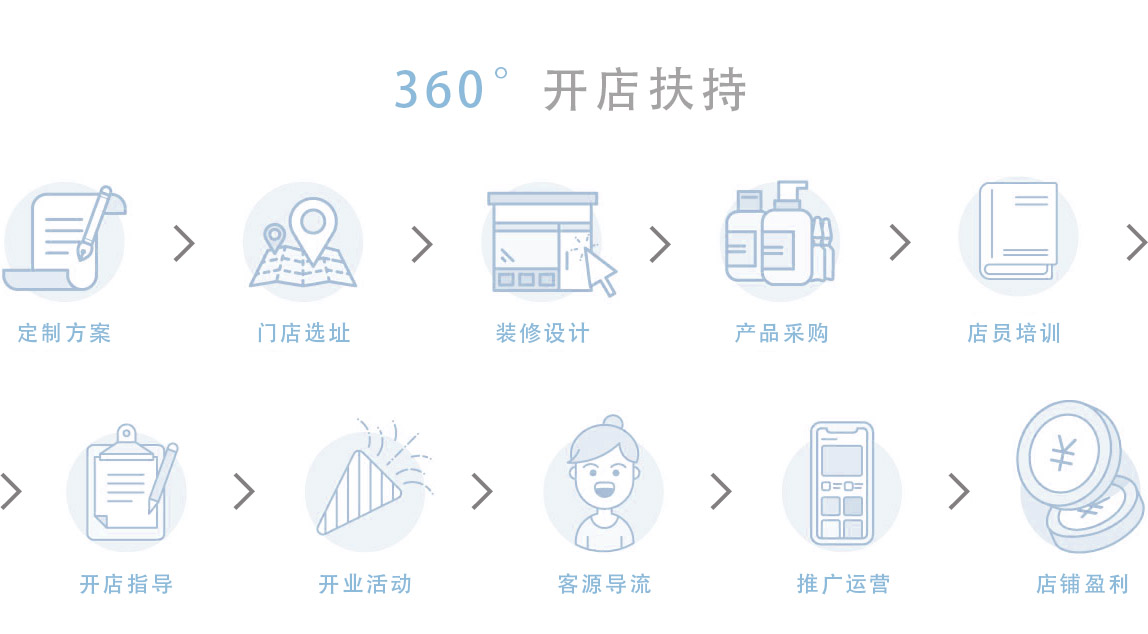 360° 开店扶持
定制方案
门店选址
装修设计
产品采购
店员培训
开店指导
开业活动
客源导流
推广运营
店铺盈利